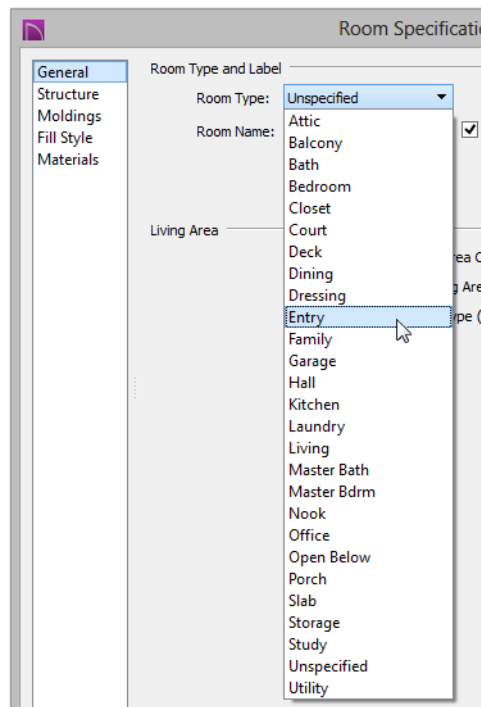 Room Specificati
General
Structure
Moldings
Fill Style
Materials
Room Type and Label
Room Type: Unspecified
Room Name:
Attic
Balcony
Bath
Bedroom
Closet
Court
Deck
Dining
Dressing
Entry
Family
Garage
Hall
Kitchen
Laundry
Living
Master Bath
Master Bdrm
Nook
Office
Open Below
Porch
Slab
Storage
Study
Unspecified
Utility
Living Area